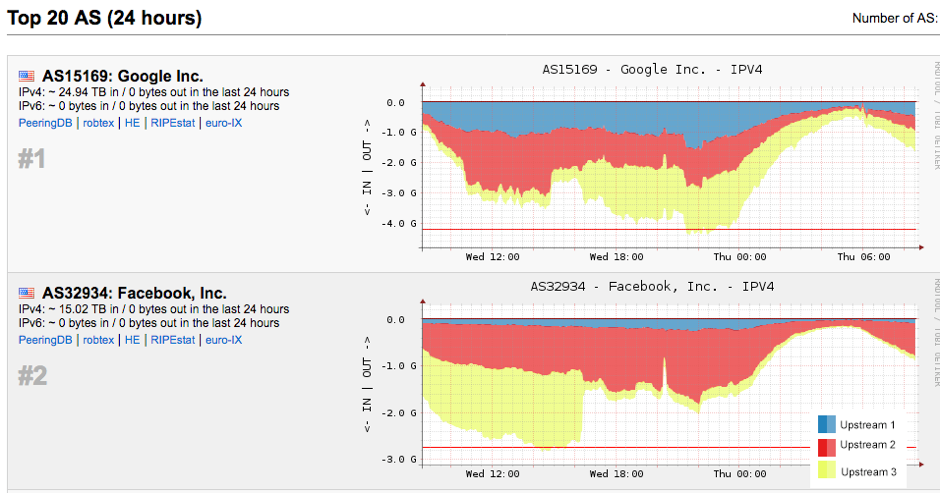 Top 20 AS (24 hours)
Number of AS:
AS15169: Google Inc.
IPv4: ~ 24.94 TB in / 0 bytes out in the last 24 hours
IPv6: ~ 0 bytes in / 0 bytes out in the last 24 hours
PeeringDB | robtex | HE | RIPEstat | euro-IX
#1
AS15169 - Google Inc. - IPV4
0.0
-1.0 G
-2.0 G
-3.0 G
-4.0 G
<- IN | OUT ->
Wed 12:00 Wed 18:00 Thu 00:00 Thu 06:00
AS32934: Facebook, Inc.
IPv4: ~ 15.02 TB in / 0 bytes out in the last 24 hours
IPv6: ~ 0 bytes in / 0 bytes out in the last 24 hours
PeeringDB | robtex | HE | RIPEstat | euro-IX
#2
AS32934 - Facebook, Inc. - IPV4
0.0
-1.0 G
-2.0 G
-3.0 G
<- IN | OUT ->
Wed 12:00 Wed 18:00 Thu 00:00
Upstream 1
Upstream 2
Upstream 3